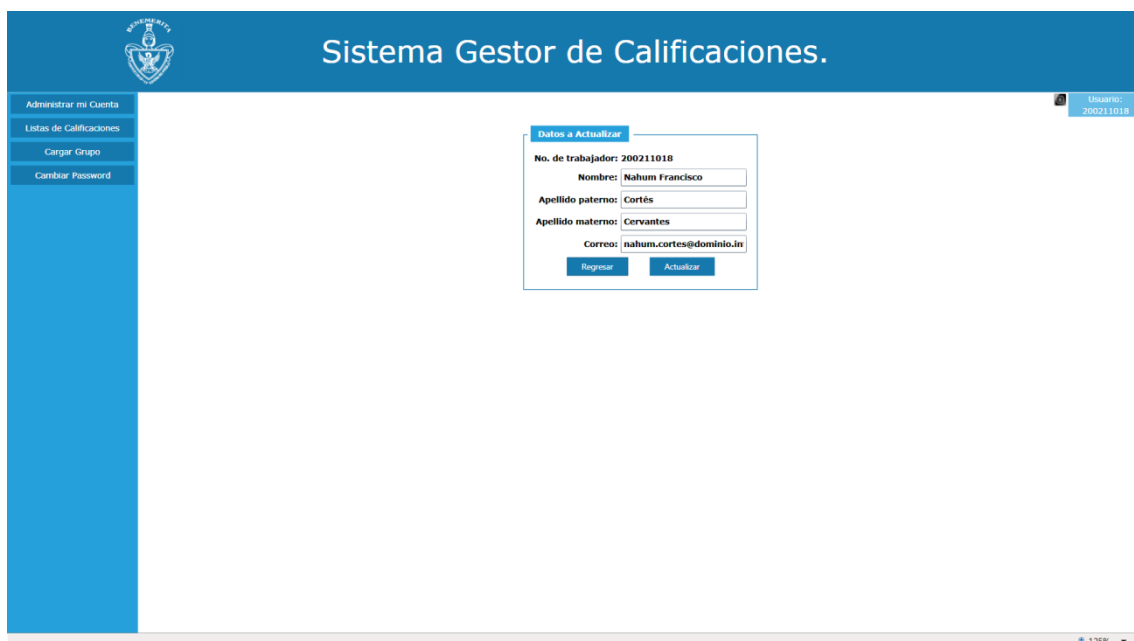 BENEMERITA
Sistema Gestor de Calificaciones.
Administrar mi Cuenta
Listas de Calificaciones
Cargar Grupo
Cambiar Password
Usuario:
200211018
Datos a Actualizar
No. de trabajador: 200211018
Nombre: Nahum Francisco
Apellido paterno: Cortés
Apellido materno: Cervantes
Correo: nahum.cortes@dominio.in
Regresar Actualizar
125%